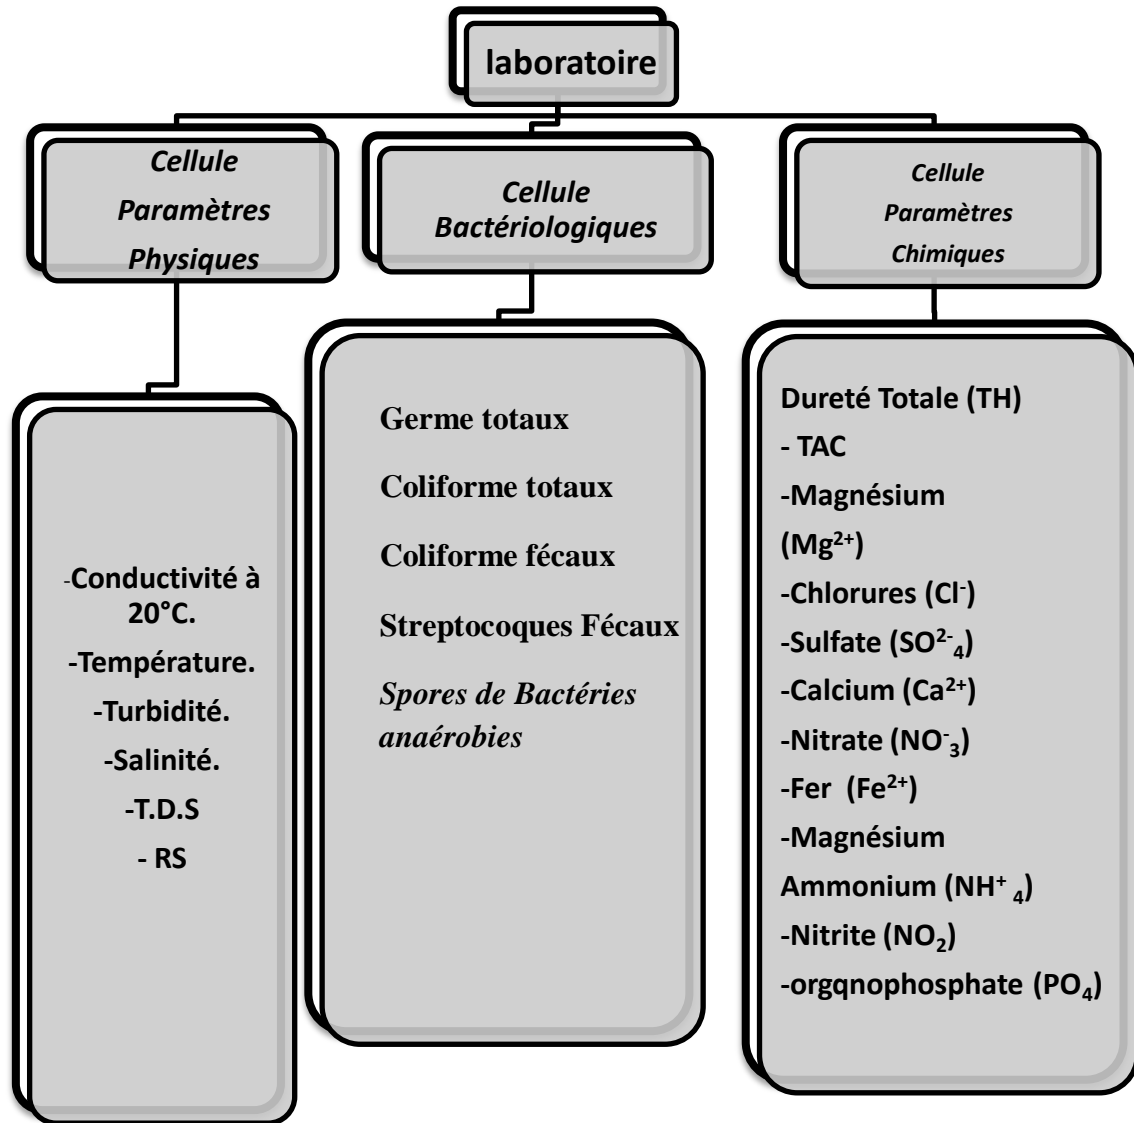 laboratoire
Cellule
Paramètres
Physiques
Cellule
Bactériologiques
Cellule
Paramètres
Chimiques
-Conductivité à
20°C.
-Température.
-Turbidité.
-Salinité.
-T.D.S
- RS
Germe totaux
Coliforme totaux
Coliforme fécaux
Streptocoques Fécaux
Spores de Bactéries
anaérobies
Dureté Totale (TH)
- TAC
-Magnésium
(Mg²⁺)
-Chlorures (Cl⁻)
-Sulfate (SO²⁻₄)
-Calcium (Ca²⁺)
-Nitrate (NO⁻₃)
-Fer (Fe²⁺)
-Magnésium
Ammonium (NH⁺ ₄)
-Nitrite (NO₂)
-orgqnophosphate (PO₄)